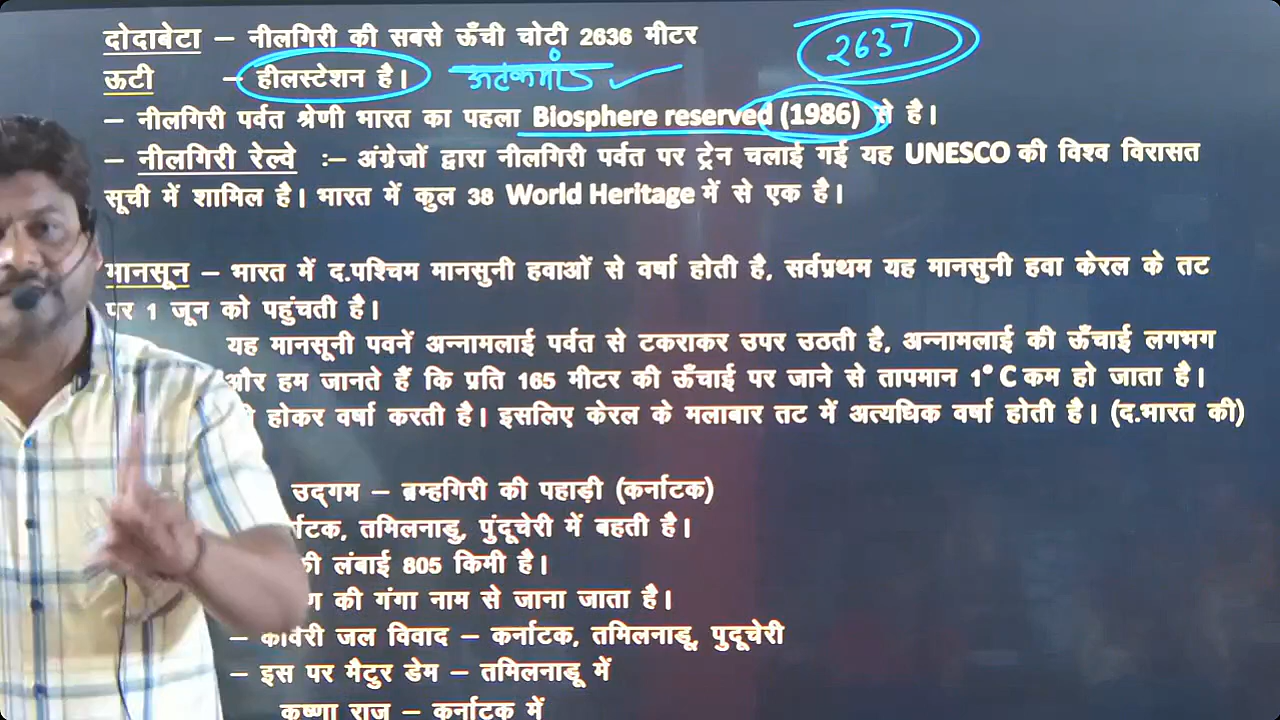 दोदाबेटा – नीलगिरी की सबसे ऊँची चोटी 2636 मीटर 2637
ऊटी – हीलस्टेशन है। ऊटकमांड ✓
– नीलगिरी पर्वत श्रेणी भारत का पहला Biosphere reserved (1986) से है।
– नीलगिरी रेल्वे :– अंग्रेजों द्वारा नीलगिरी पर्वत पर ट्रेन चलाई गई यह UNESCO की विश्व विरासत
सूची में शामिल है। भारत में कुल 38 World Heritage में से एक है।
मानसून – भारत में द.पश्चिम मानसुनी हवाओं से वर्षा होती है, सर्वप्रथम यह मानसुनी हवा केरल के तट
पर 1 जून को पहुंचती है।
यह मानसूनी पवनें अन्नामलाई पर्वत से टकराकर उपर उठती है, अन्नामलाई की ऊँचाई लगभग
और हम जानते हैं कि प्रति 165 मीटर की ऊँचाई पर जाने से तापमान 1° C कम हो जाता है।
होकर वर्षा करती है। इसलिए केरल के मलाबार तट में अत्यधिक वर्षा होती है। (द.भारत की)
उद्गम – ब्रम्हगिरी की पहाड़ी (कर्नाटक)
तमिलनाडु, पुंदूचेरी में बहती है।
की लंबाई 805 किमी है।
की गंगा नाम से जाना जाता है।
– कावेरी जल विवाद – कर्नाटक, तमिलनाडू, पुदूचेरी
– इस पर मैटुर डेम – तमिलनाडू में
कृष्णा राज – कर्नाटक में